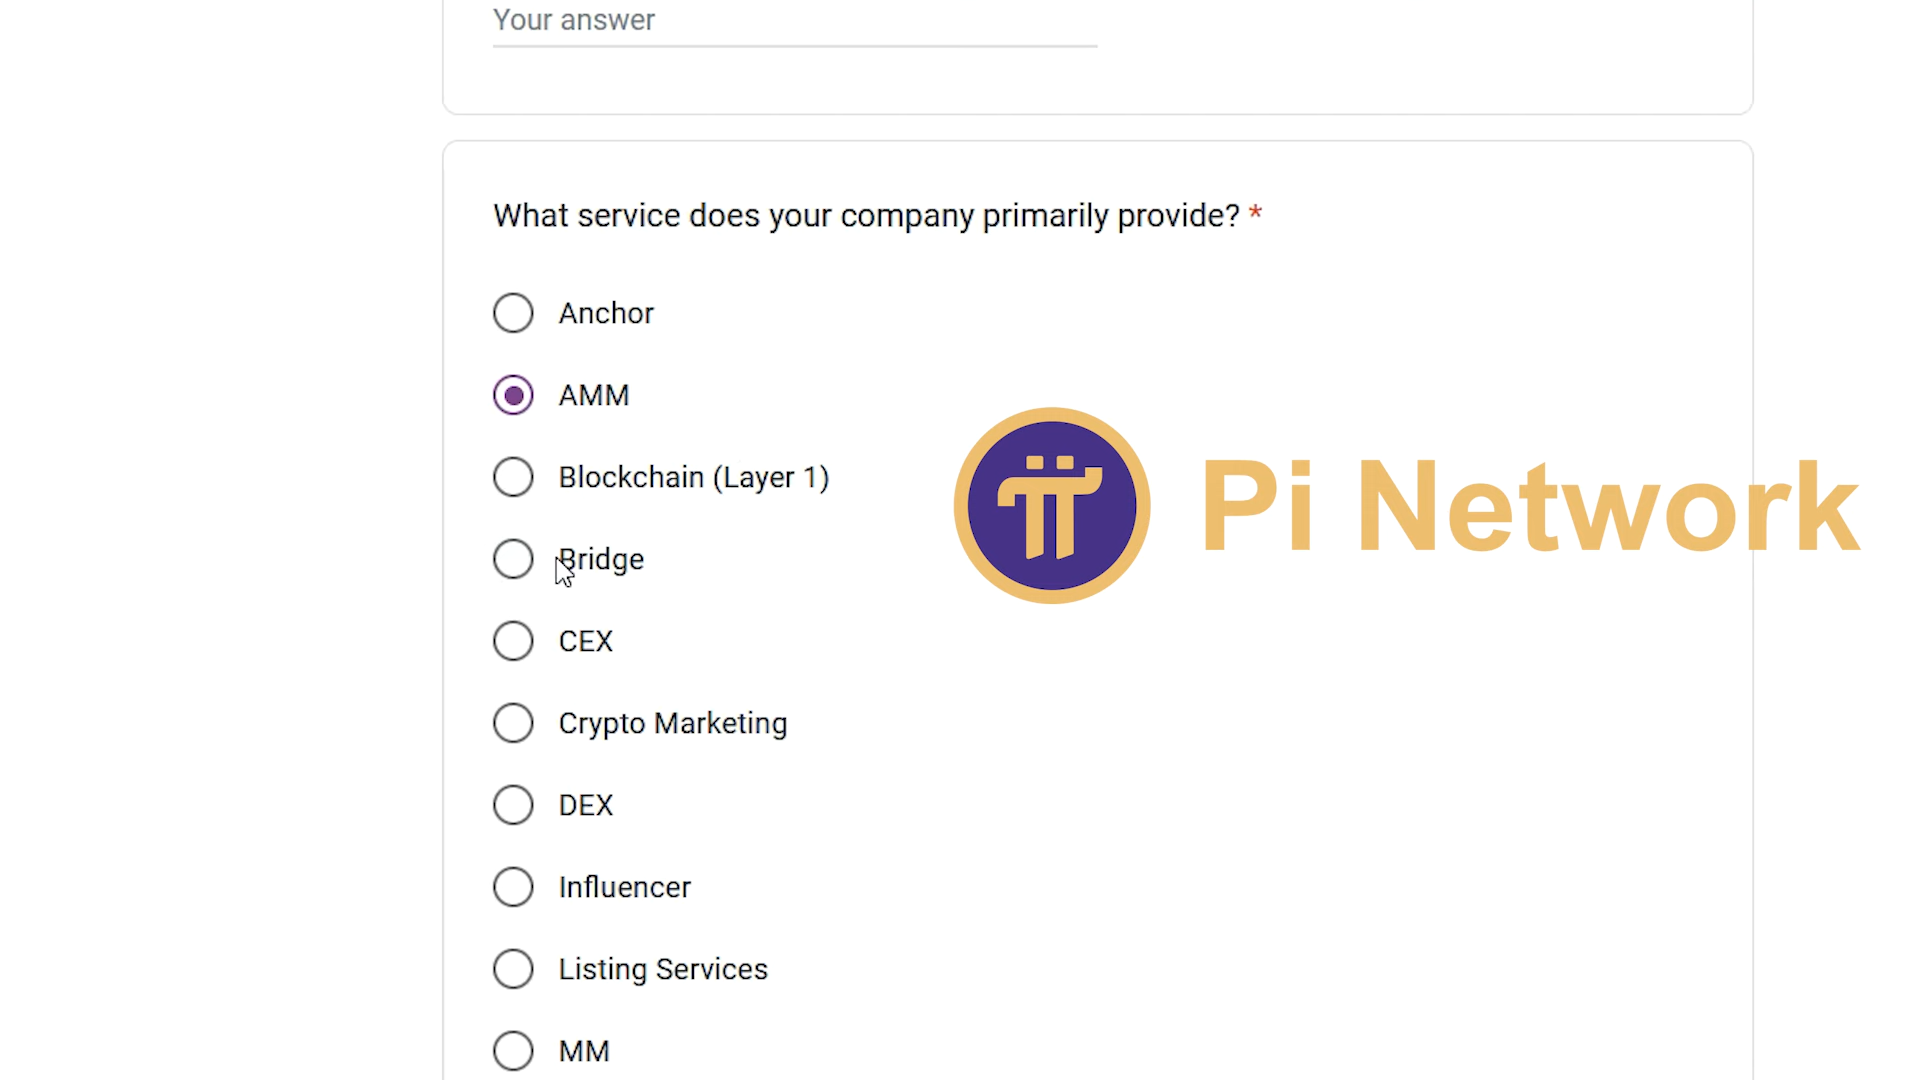 Your answer
What service does your company primarily provide? *
Anchor
AMM
Blockchain (Layer 1)
Bridge
CEX
Crypto Marketing
DEX
Influencer
Listing Services
MM
Pi Network